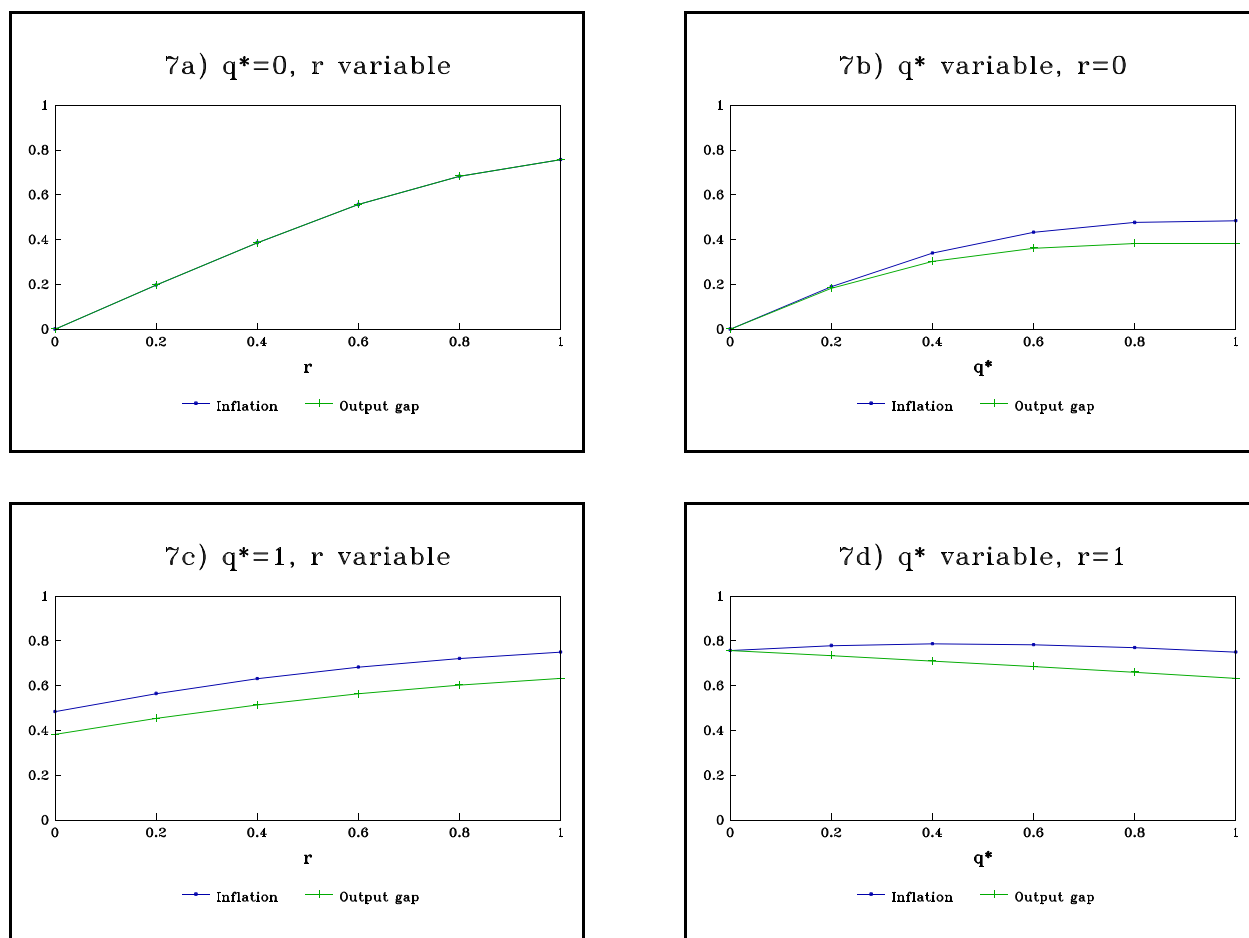 7a) q*=0, r variable
1
0.8
0.6
0.4
0.2
0
0 0.2 0.4 0.6 0.8 1
r
Inflation Output gap
7b) q* variable, r=0
1
0.8
0.6
0.4
0.2
0
0 0.2 0.4 0.6 0.8 1
q*
Inflation Output gap
7c) q*=1, r variable
1
0.8
0.6
0.4
0.2
0
0 0.2 0.4 0.6 0.8 1
r
Inflation Output gap
7d) q* variable, r=1
1
0.8
0.6
0.4
0.2
0
0 0.2 0.4 0.6 0.8 1
q*
Inflation Output gap